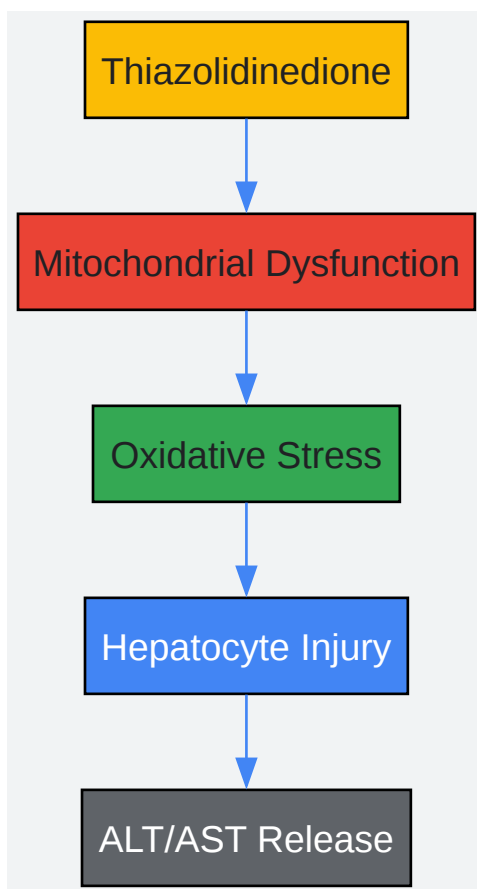 Thiazolidinedione
Mitochondrial Dysfunction
Oxidative Stress
Hepatocyte Injury
ALT/AST Release